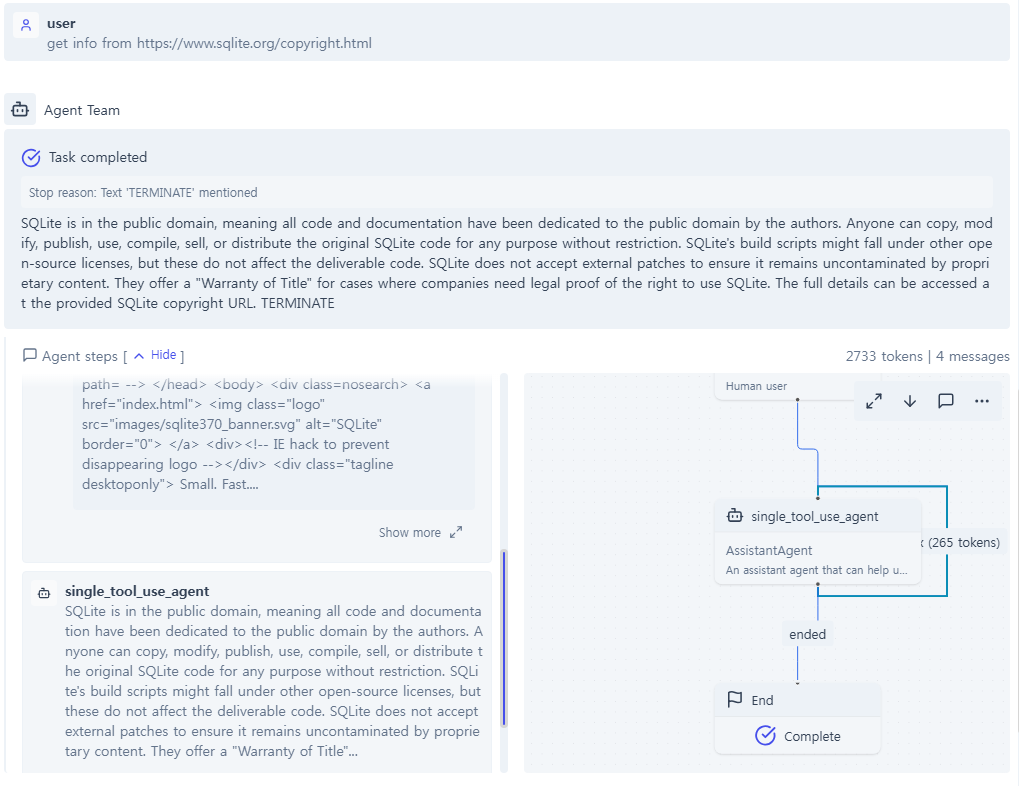 user
get info from https://www.sqlite.org/copyright.html
Agent Team
Task completed
Stop reason: Text 'TERMINATE' mentioned
SQLite is in the public domain, meaning all code and documentation have been dedicated to the public domain by the authors. Anyone can copy, mod
ify, publish, use, compile, sell, or distribute the original SQLite code for any purpose without restriction. SQLite's build scripts might fall under other ope
n-source licenses, but these do not affect the deliverable code. SQLite does not accept external patches to ensure it remains uncontaminated by propri
etary content. They offer a "Warranty of Title" for cases where companies need legal proof of the right to use SQLite. The full details can be accessed a
t the provided SQLite copyright URL. TERMINATE
Agent steps [ Hide ]
2733 tokens | 4 messages
path= --> </head> <body> <div class=nosearch> <a
href="index.html"> <img class="logo"
src="images/sqlite370_banner.svg" alt="SQLite"
border="0"> </a> <div><!-- IE hack to prevent
disappearing logo --></div> <div class="tagline
desktoponly"> Small. Fast....
Show more
single_tool_use_agent
SQLite is in the public domain, meaning all code and documenta
tion have been dedicated to the public domain by the authors. A
nyone can copy, modify, publish, use, compile, sell, or distribute t
he original SQLite code for any purpose without restriction. SQLi
te's build scripts might fall under other open-source licenses, but
these do not affect the deliverable code. SQLite does not accept
external patches to ensure it remains uncontaminated by proprie
tary content. They offer a "Warranty of Title"...
Human user
single_tool_use_agent
AssistantAgent
An assistant agent that can help u...
(265 tokens)
ended
End
Complete